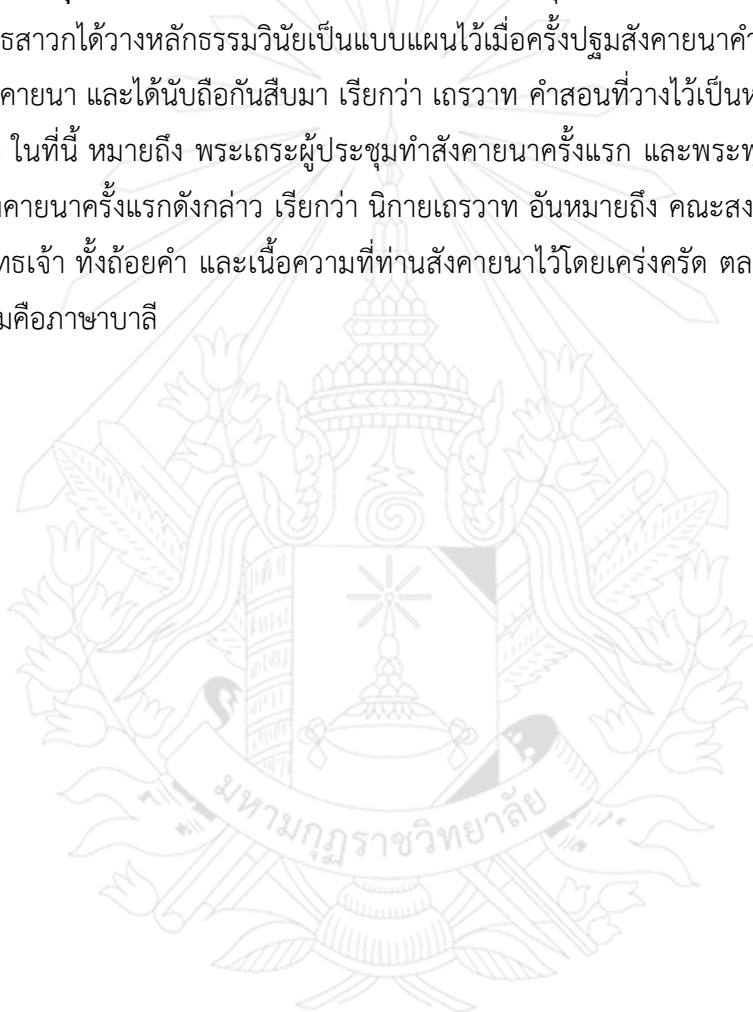 ธสาวกได้วางหลักธรรมวินัยเป็นแบบแผนไว้เมื่อครั้งปฐมสังคายนาคำ
คายนา และได้นับถือกันสืบมา เรียกว่า เถรวาท คำสอนที่วางไว้เป็นห
ในที่นี้ หมายถึง พระเถระผู้ประชุมทำสังคายนาครั้งแรก และพระพ
คายนาครั้งแรกดังกล่าว เรียกว่า นิกายเถรวาท อันหมายถึง คณะสง
ทธเจ้า ทั้งถ้อยคำ และเนื้อความที่ท่านสังคายนาไว้โดยเคร่งครัด ตล
มคือภาษาบาลี
มหามกุฏราชวิทยาลัย